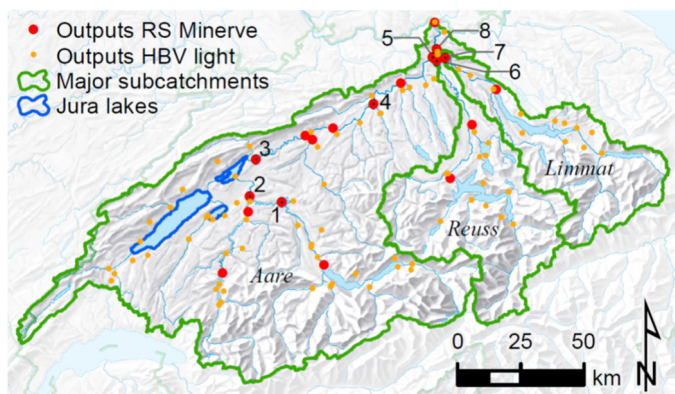 Outputs RS Minerve
Outputs HBV light
Major subcatchments
Jura lakes
5
8
7
6
4
3
2
1
Limmat
Reuss
Aare
0 25 50
km
N